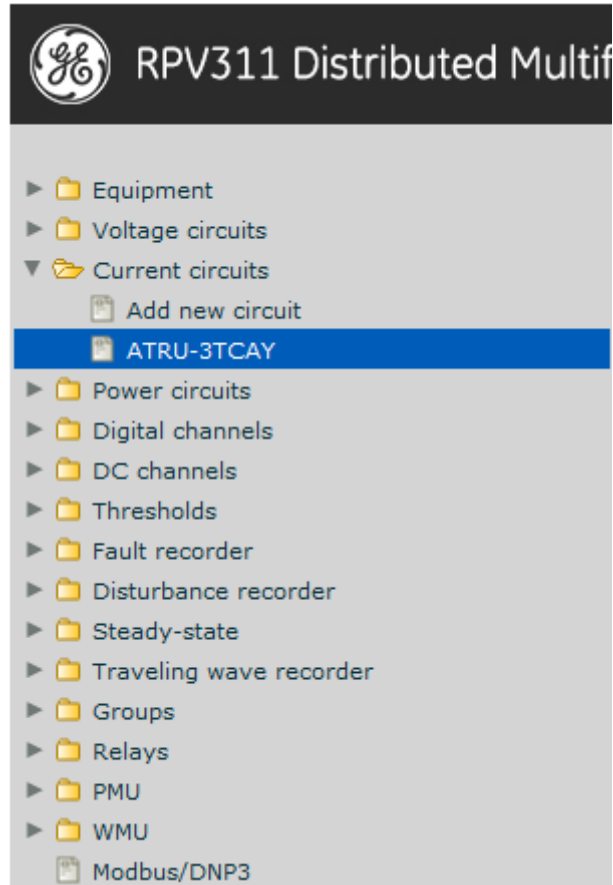 GE
RPV311 Distributed Multif
Equipment
Voltage circuits
Current circuits
Add new circuit
ATRU-3TCAY
Power circuits
Digital channels
DC channels
Thresholds
Fault recorder
Disturbance recorder
Steady-state
Traveling wave recorder
Groups
Relays
PMU
WMU
Modbus/DNP3